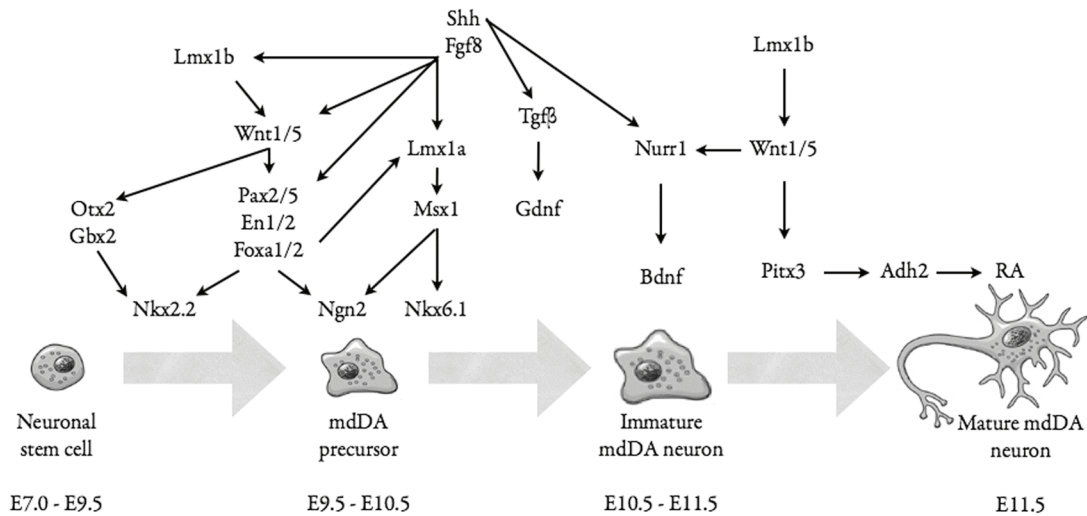 Shh
Fgf8
Lmx1b
Lmx1b
Tgfβ
Wnt1/5
Lmx1a
Nurr1
Wnt1/5
Otx2
Gbx2
Pax2/5
En1/2
Foxa1/2
Msx1
Gdnf
Bdnf
Pitx3
Adh2
RA
Nkx2.2
Ngn2
Nkx6.1
Neuronal
stem cell
mdDA
precursor
Immature
mdDA neuron
Mature mdDA
neuron
E7.0 - E9.5
E9.5 - E10.5
E10.5 - E11.5
E11.5